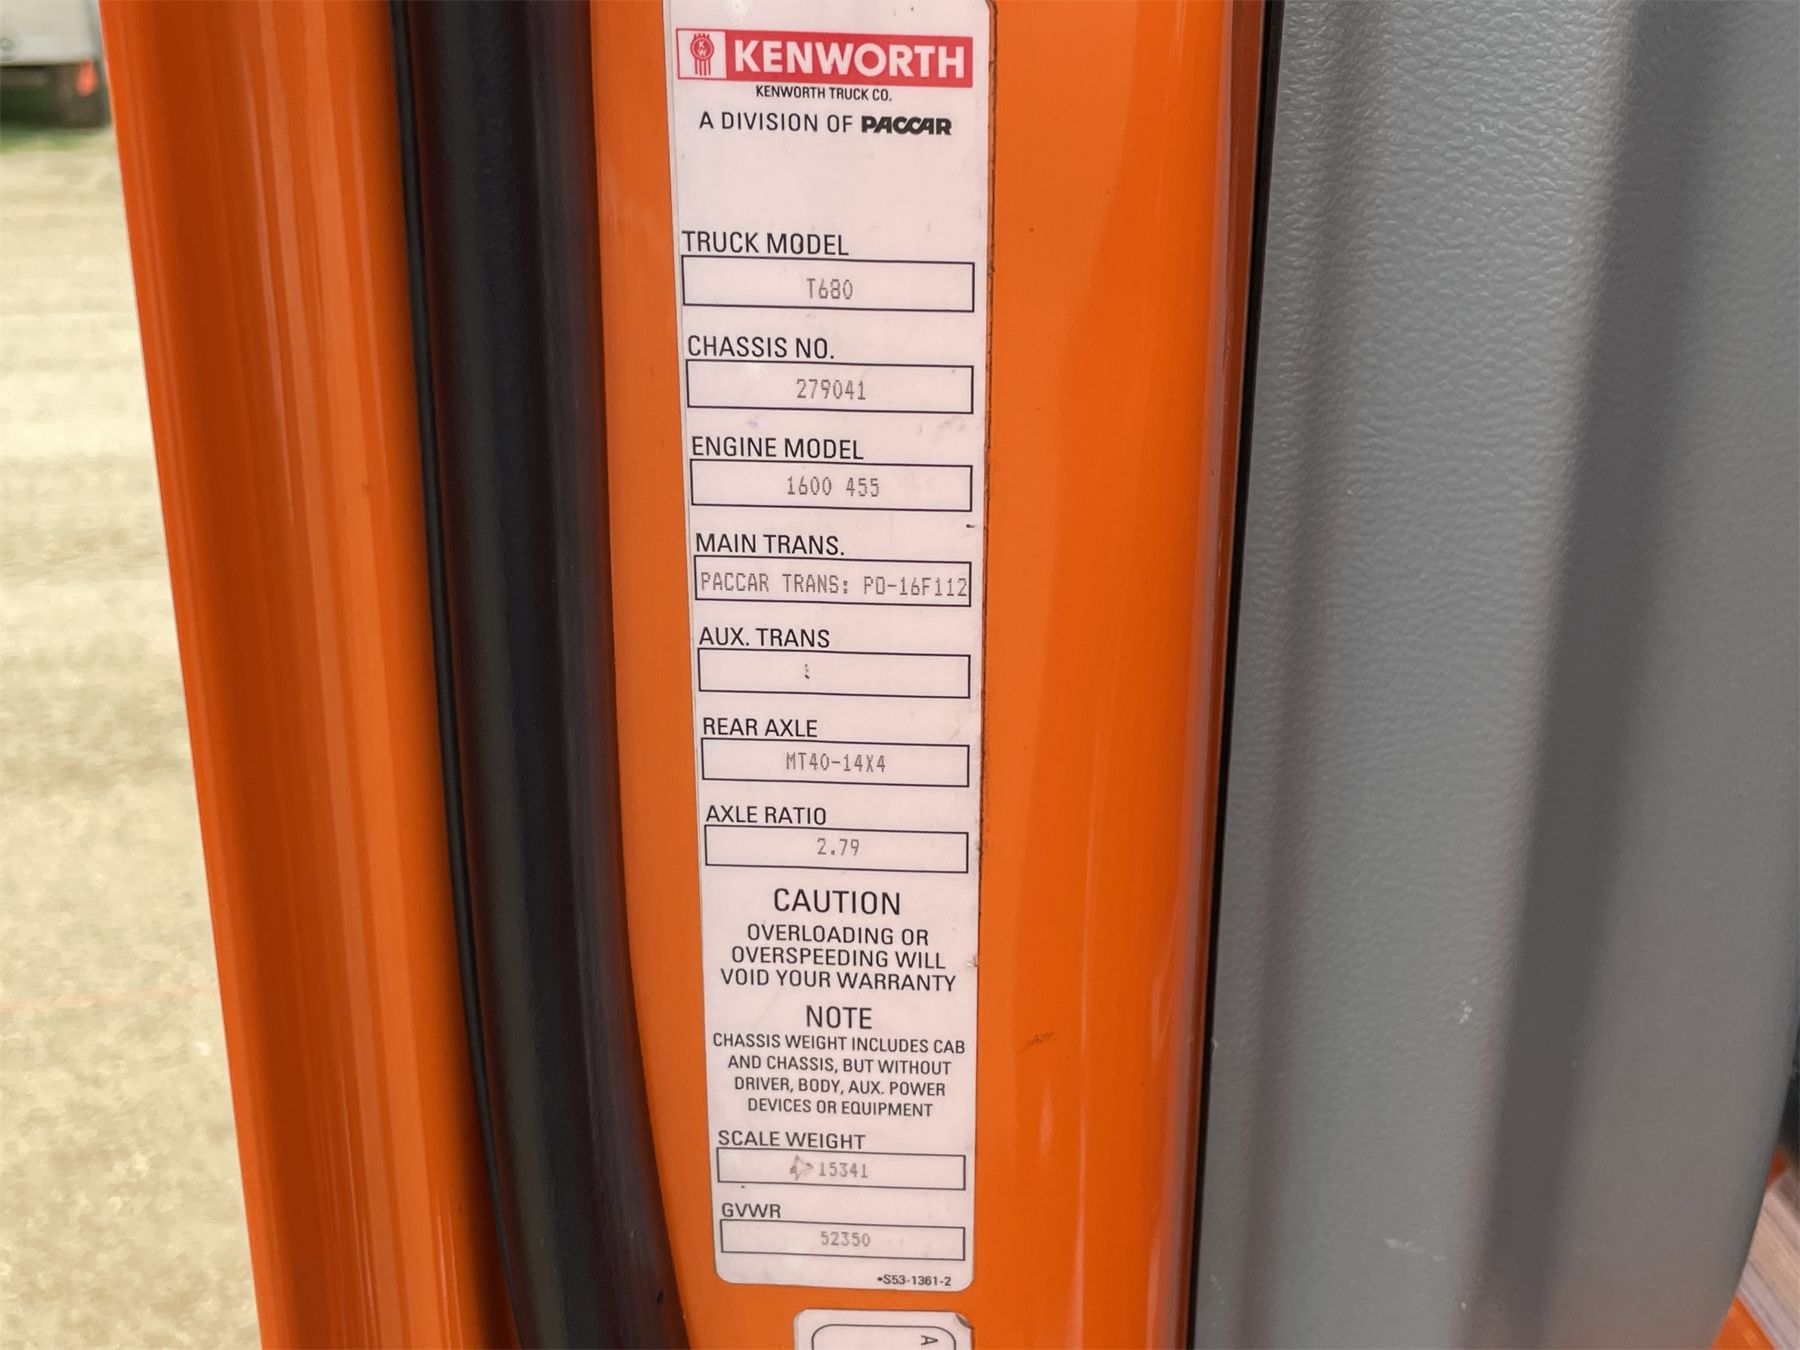 KW KENWORTH
KENWORTH TRUCK CO.
A DIVISION OF PACCAR
TRUCK MODEL
T680
CHASSIS NO.
279041
ENGINE MODEL
1600 455
MAIN TRANS.
PACCAR TRANS: PO-16F112
AUX. TRANS
:
REAR AXLE
MT40-14X4
AXLE RATIO
2.79
CAUTION
OVERLOADING OR
OVERSPEEDING WILL
VOID YOUR WARRANTY
NOTE
CHASSIS WEIGHT INCLUDES CAB
AND CHASSIS, BUT WITHOUT
DRIVER, BODY, AUX. POWER
DEVICES OR EQUIPMENT
SCALE WEIGHT
15341
GVWR
52350
•S53-1361-2
A